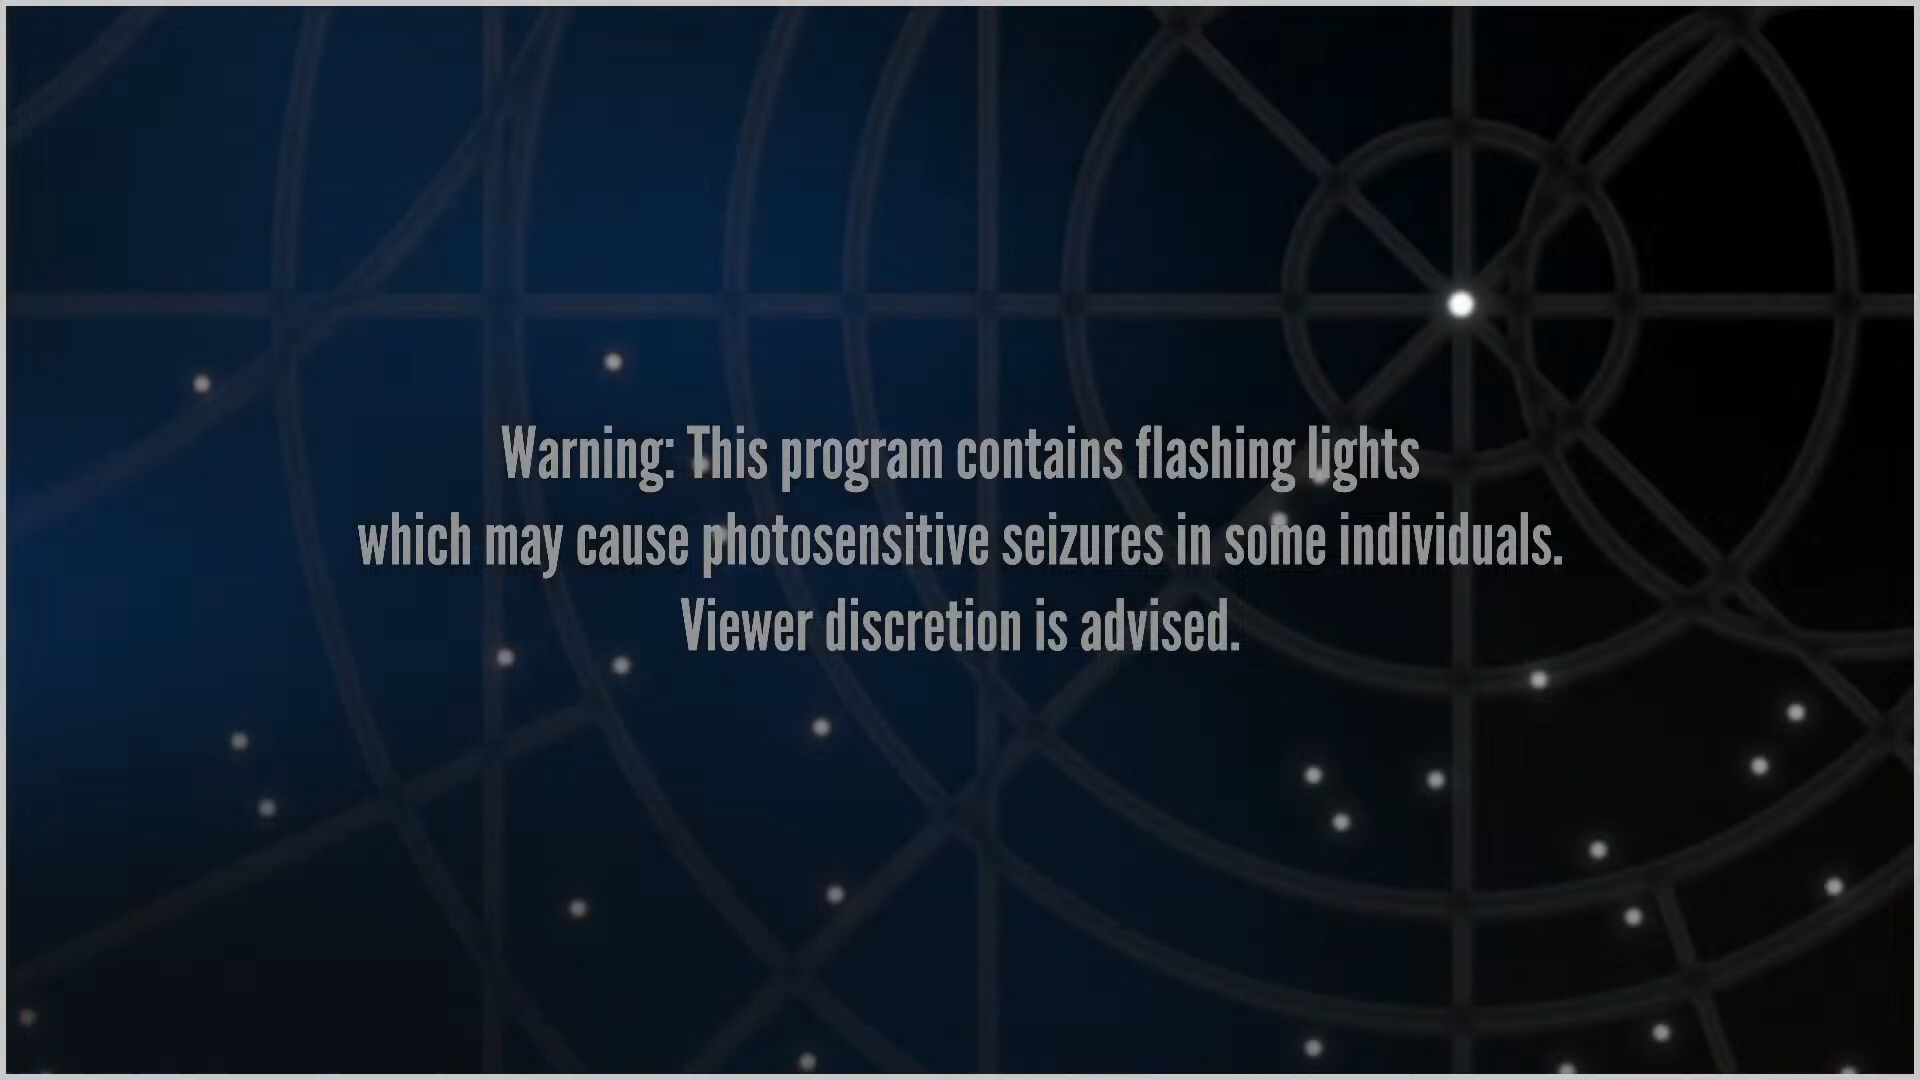 Warning: This program contains flashing lights
which may cause photosensitive seizures in some individuals.
Viewer discretion is advised.